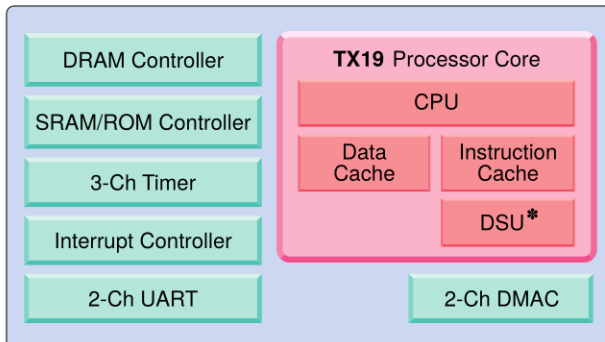 DRAM Controller
SRAM/ROM Controller
3-Ch Timer
Interrupt Controller
2-Ch UART
TX19 Processor Core
CPU
Data
Cache
Instruction
Cache
DSU*
2-Ch DMAC